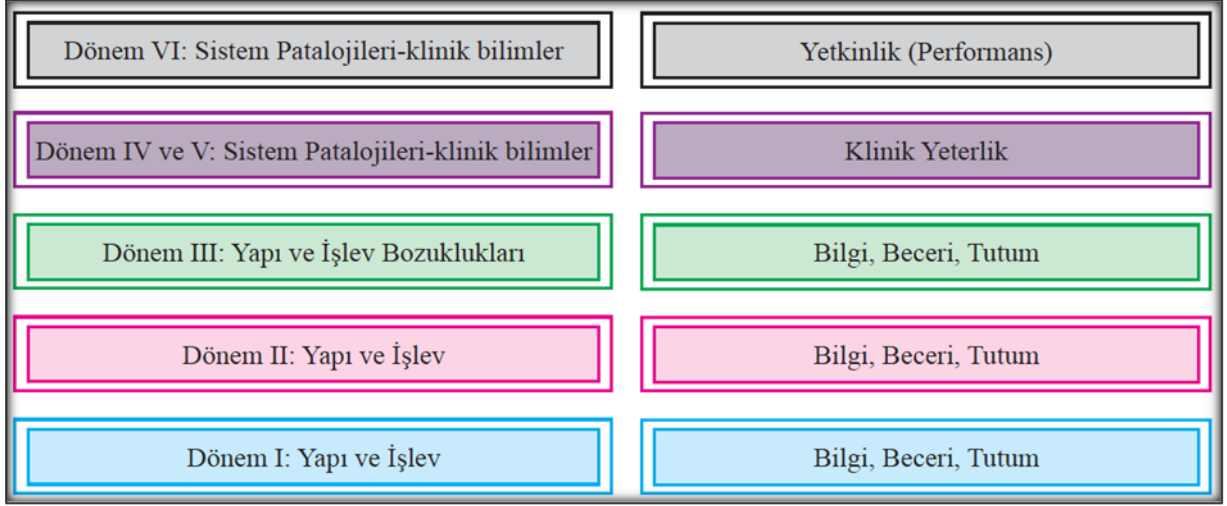 Dönem VI: Sistem Patalojileri-klinik bilimler
Yetkinlik (Performans)
Dönem IV ve V: Sistem Patalojileri-klinik bilimler
Klinik Yeterlik
Dönem III: Yapı ve İşlev Bozuklukları
Bilgi, Beceri, Tutum
Dönem II: Yapı ve İşlev
Bilgi, Beceri, Tutum
Dönem I: Yapı ve İşlev
Bilgi, Beceri, Tutum